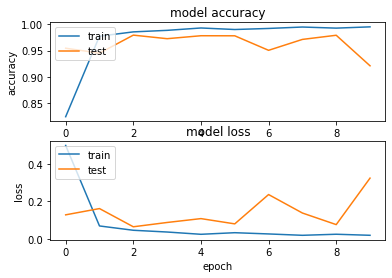 model accuracy
1.00
0.95
0.90
0.85
accuracy
train
test
0 2 4 6 8
model loss
0.4
0.2
0.0
loss
train
test
0 2 4 6 8
epoch